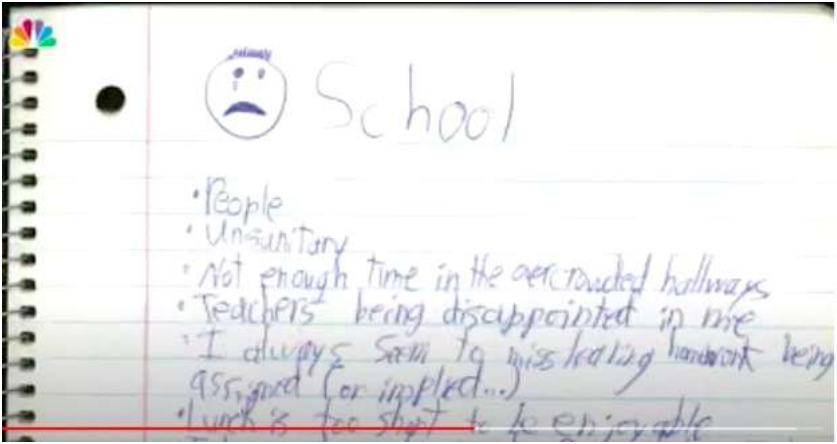 School
• People
• Unsanitary
• Not enough time in the overcrowded hallways
• Teachers' being disappointed in me
• I always seem to miss homework being
assigned (or implied...)
• Lunch is too short to be enjoyable